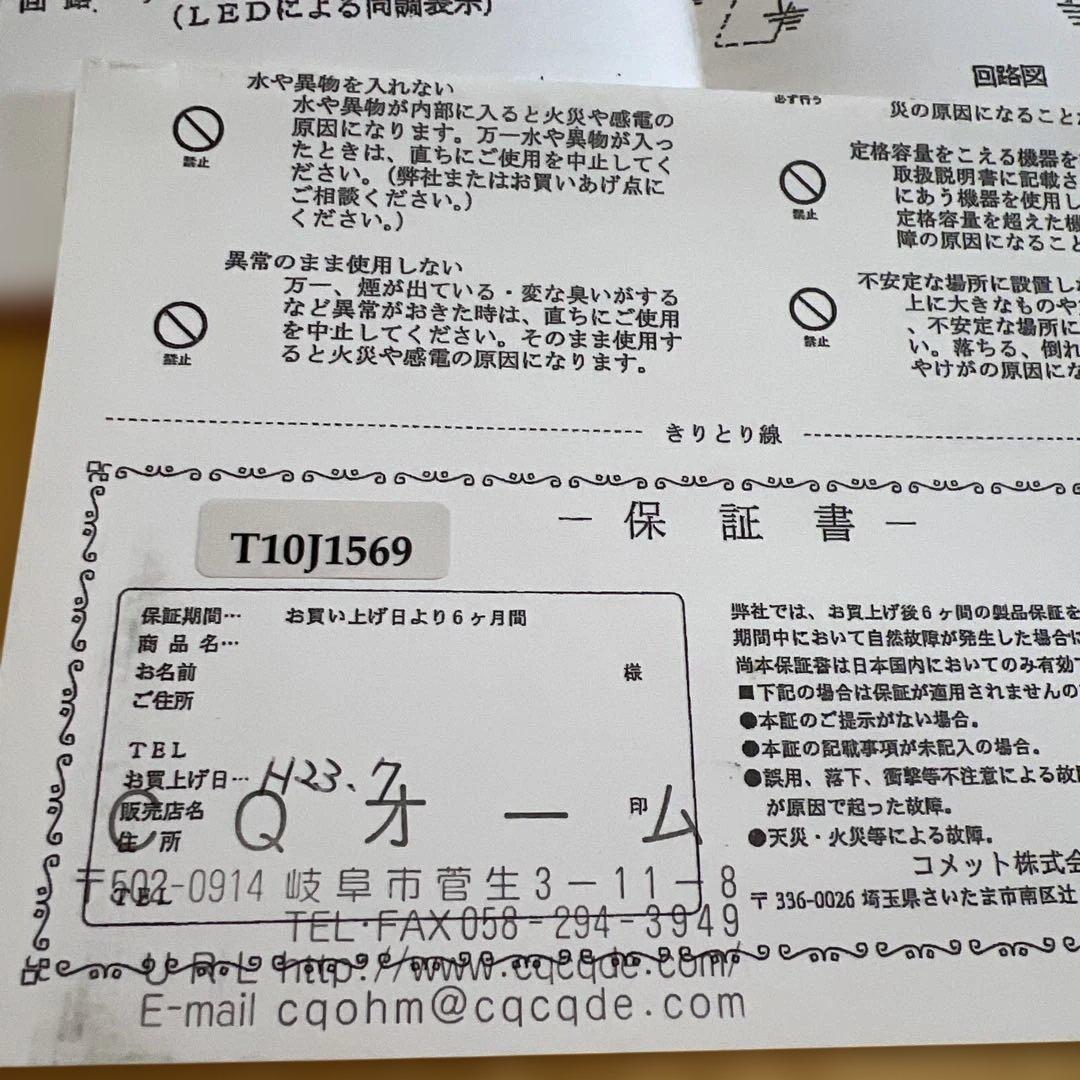 回路
(LEDによる同調表示)
回路図
水や異物を入れない
水や異物が内部に入ると火災や感電の
原因になります。万一水や異物が入っ
たときは、直ちにご使用を中止してく
ださい。(弊社またはお買いあげ点に
ご相談ください。)
ください。)
禁止
異常のまま使用しない
万一、煙が出ている・変な臭いがする
など異常がおきた時は、直ちにご使用
を中止してください。そのまま使用す
ると火災や感電の原因になります。
禁止
必ず行う
災の原因になること
定格容量をこえる機器を
取扱説明書に記載さ
にあう機器を使用し
定格容量を超えた機
障の原因になること
禁止
不安定な場所に設置し
上に大きなものや
、不安定な場所に
い。落ちる、倒れ
やけがの原因にな
禁止
きりとり線
－保証書－
T10J1569
保証期間… お買い上げ日より6ヶ月間
商品名…
お名前 様
ご住所
TEL
お買上げ日… H23.7
販売店名 印
住所
TEL
CQオーム
〒502-0914 岐阜市菅生3-11-8
TEL・FAX 058-294-3949
URL http://www.cqcqde.com/
E-mail cqohm@cqcqde.com
弊社では、お買上げ後6ヶ間の製品保証を
期間中において自然故障が発生した場合に
尚本保証書は日本国内においてのみ有効で
■下記の場合は保証が適用されませんの
●本証のご提示がない場合。
●本証の記載事項が未記入の場合。
●誤用、落下、衝撃等不注意による故障
が原因で起った故障。
●天災・火災等による故障。
コメット株式会
〒336-0026 埼玉県さいたま市南区辻